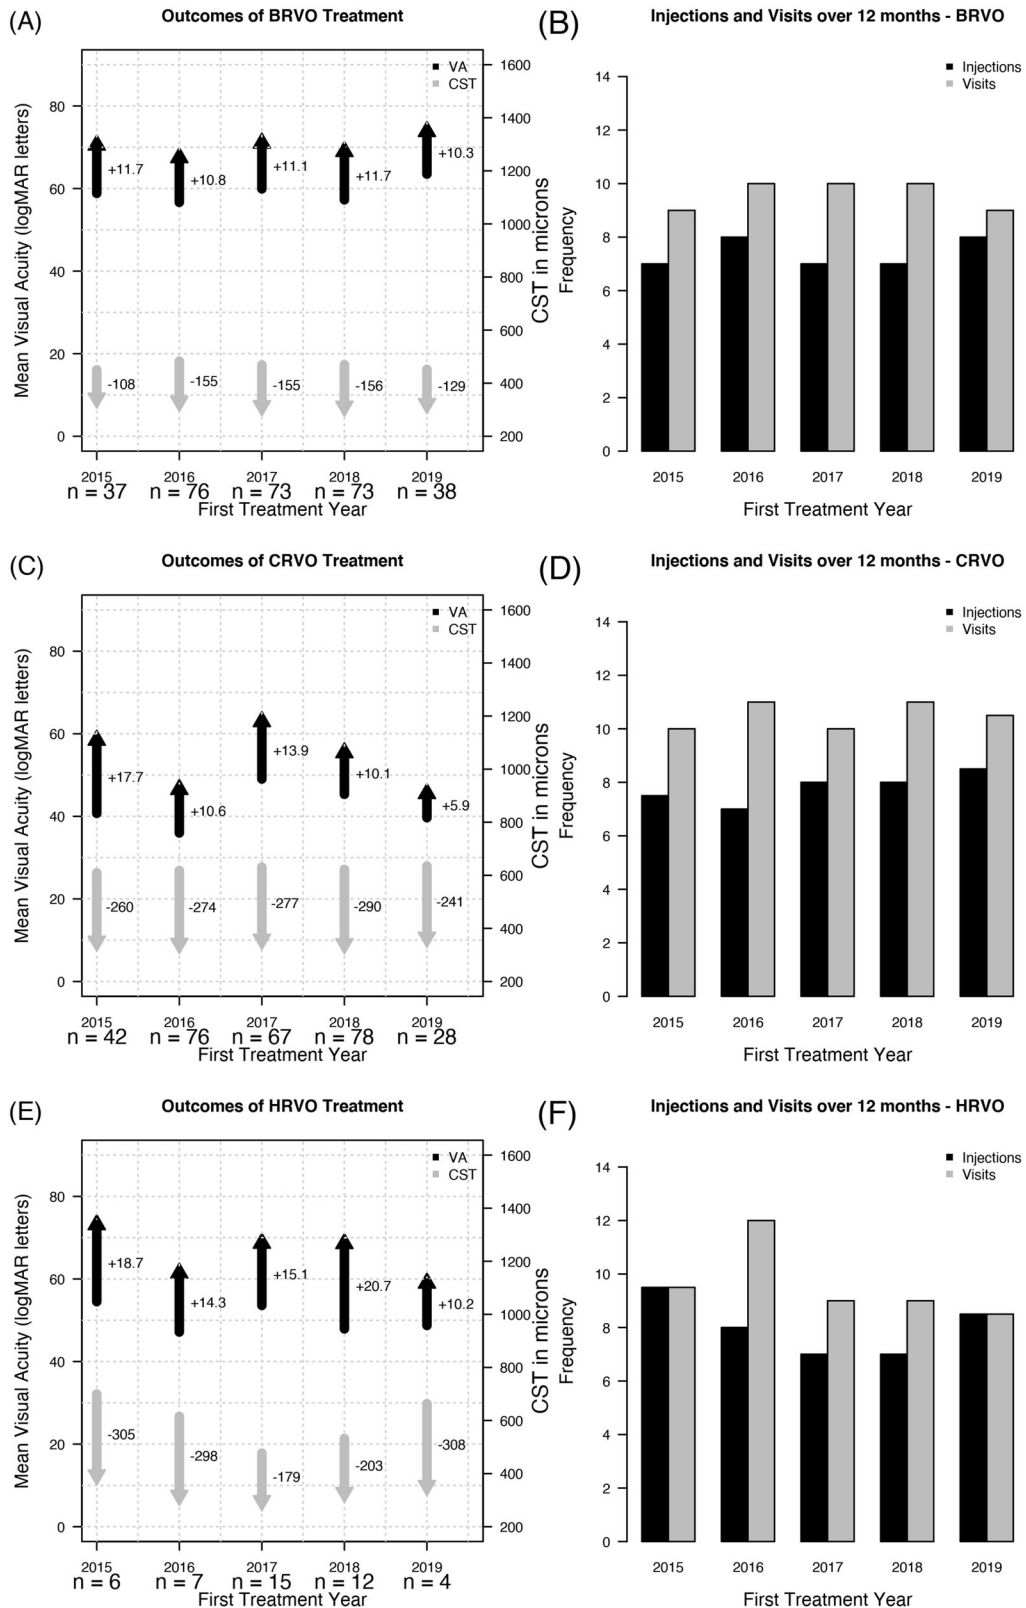 (A) Outcomes of BRVO Treatment
VA
CST
Mean Visual Acuity (logMAR letters)
80
60
40
20
0
+11.7
+10.8
+11.1
+11.7
+10.3
-108
-155
-155
-156
-129
1600
1400
1200
1000
800
600
400
200
CST in microns
2015 2016 2017 2018 2019
n = 37 n = 76 n = 73 n = 73 n = 38
First Treatment Year
(B) Injections and Visits over 12 months - BRVO
Injections
Visits
Frequency
14
12
10
8
6
4
2
0
2015 2016 2017 2018 2019
First Treatment Year
(C) Outcomes of CRVO Treatment
VA
CST
Mean Visual Acuity (logMAR letters)
80
60
40
20
0
+17.7
+10.6
+13.9
+10.1
+5.9
-260
-274
-277
-290
-241
1600
1400
1200
1000
800
600
400
200
CST in microns
2015 2016 2017 2018 2019
n = 42 n = 76 n = 67 n = 78 n = 28
First Treatment Year
(D) Injections and Visits over 12 months - CRVO
Injections
Visits
Frequency
14
12
10
8
6
4
2
0
2015 2016 2017 2018 2019
First Treatment Year
(E) Outcomes of HRVO Treatment
VA
CST
Mean Visual Acuity (logMAR letters)
80
60
40
20
0
+18.7
+14.3
+15.1
+20.7
+10.2
-305
-298
-179
-203
-308
1600
1400
1200
1000
800
600
400
200
CST in microns
2015 2016 2017 2018 2019
n = 6 n = 7 n = 15 n = 12 n = 4
First Treatment Year
(F) Injections and Visits over 12 months - HRVO
Injections
Visits
Frequency
14
12
10
8
6
4
2
0
2015 2016 2017 2018 2019
First Treatment Year